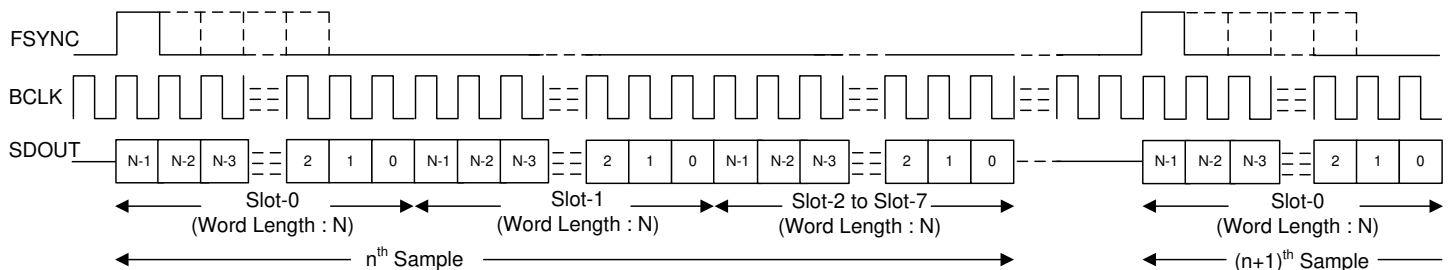 FSYNC
BCLK
SDOUT N-1 N-2 N-3 2 1 0 N-1 N-2 N-3 2 1 0 N-1 N-2 N-3 2 1 0 N-1 N-2 N-3 2 1 0
Slot-0 Slot-1 Slot-2 to Slot-7 Slot-0
(Word Length : N) (Word Length : N) (Word Length : N) (Word Length : N)
nth Sample (n+1)th Sample